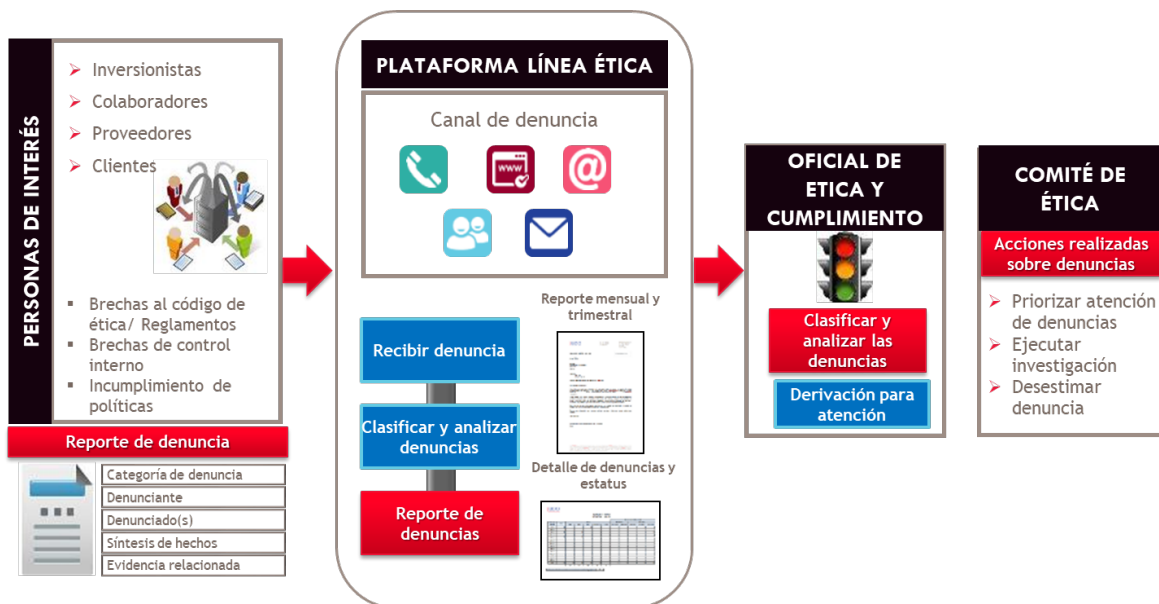 PERSONAS DE INTERÉS
Inversionistas
Colaboradores
Proveedores
Clientes
Brechas al código de
ética/ Reglamentos
Brechas de control
interno
Incumplimiento de
políticas
Reporte de denuncia
Categoría de denuncia
Denunciante
Denunciado(s)
Síntesis de hechos
Evidencia relacionada
PLATAFORMA LÍNEA ÉTICA
Canal de denuncia
www
@
Recibir denuncia
Clasificar y analizar
denuncias
Reporte de
denuncias
Reporte mensual y
trimestral
Detalle de denuncias y
estatus
OFICIAL DE
ETICA Y
CUMPLIMIENTO
Clasificar y
analizar las
denuncias
Derivación para
atención
COMITÉ DE
ÉTICA
Acciones realizadas
sobre denuncias
Priorizar atención
de denuncias
Ejecutar
investigación
Desestimar
denuncia